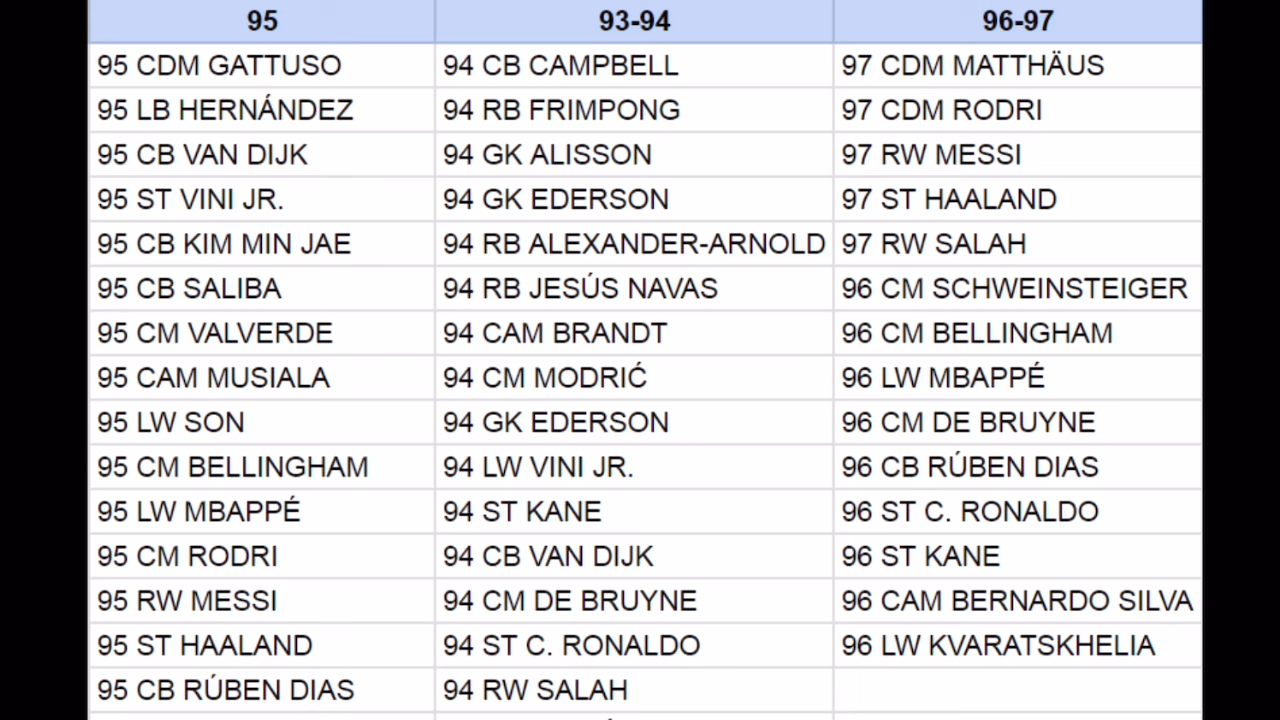 95 93-94 96-97
95 CDM GATTUSO 94 CB CAMPBELL 97 CDM MATTHÄUS
95 LB HERNÁNDEZ 94 RB FRIMPONG 97 CDM RODRI
95 CB VAN DIJK 94 GK ALISSON 97 RW MESSI
95 ST VINI JR. 94 GK EDERSON 97 ST HAALAND
95 CB KIM MIN JAE 94 RB ALEXANDER-ARNOLD 97 RW SALAH
95 CB SALIBA 94 RB JESÚS NAVAS 96 CM SCHWEINSTEIGER
95 CM VALVERDE 94 CAM BRANDT 96 CM BELLINGHAM
95 CAM MUSIALA 94 CM MODRIĆ 96 LW MBAPPÉ
95 LW SON 94 GK EDERSON 96 CM DE BRUYNE
95 CM BELLINGHAM 94 LW VINI JR. 96 CB RÚBEN DIAS
95 LW MBAPPÉ 94 ST KANE 96 ST C. RONALDO
95 CM RODRI 94 CB VAN DIJK 96 ST KANE
95 RW MESSI 94 CM DE BRUYNE 96 CAM BERNARDO SILVA
95 ST HAALAND 94 ST C. RONALDO 96 LW KVARATSKHELIA
95 CB RÚBEN DIAS 94 RW SALAH